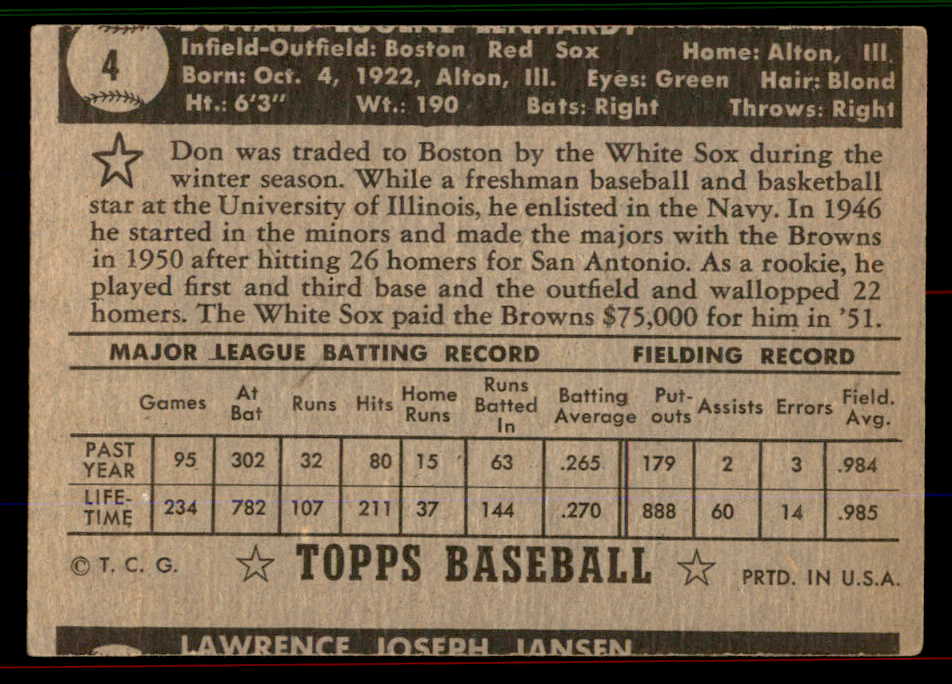 DONALD EUGENE LENHARDT
4
Infield-Outfield: Boston Red Sox Home: Alton, Ill.
Born: Oct. 4, 1922, Alton, Ill. Eyes: Green Hair: Blond
Ht.: 6'3" Wt.: 190 Bats: Right Throws: Right
Don was traded to Boston by the White Sox during the
winter season. While a freshman baseball and basketball
star at the University of Illinois, he enlisted in the Navy. In 1946
he started in the minors and made the majors with the Browns
in 1950 after hitting 26 homers for San Antonio. As a rookie, he
played first and third base and the outfield and wallopped 22
homers. The White Sox paid the Browns $75,000 for him in '51.
MAJOR LEAGUE BATTING RECORD FIELDING RECORD
Games At Bat Runs Hits Home Runs Runs Batted In Batting Average Put-outs Assists Errors Field. Avg.
PAST YEAR 95 302 32 80 15 63 .265 179 2 3 .984
LIFE-TIME 234 782 107 211 37 144 .270 888 60 14 .985
© T. C. G. TOPPS BASEBALL PRTD. IN U.S.A.
LAWRENCE JOSEPH JANSEN